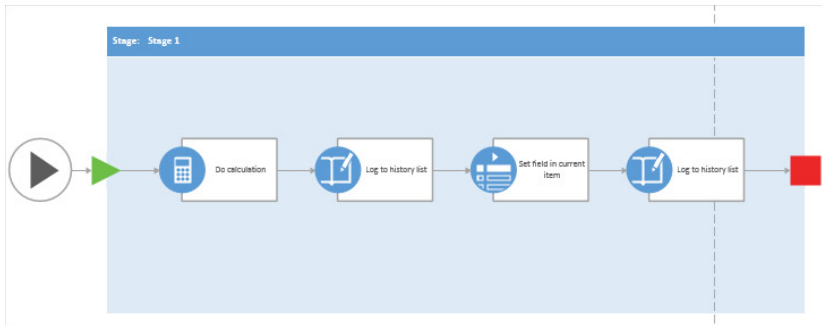 Stage: Stage 1
Do calculation
Log to history list
Set field in current
item
Log to history list